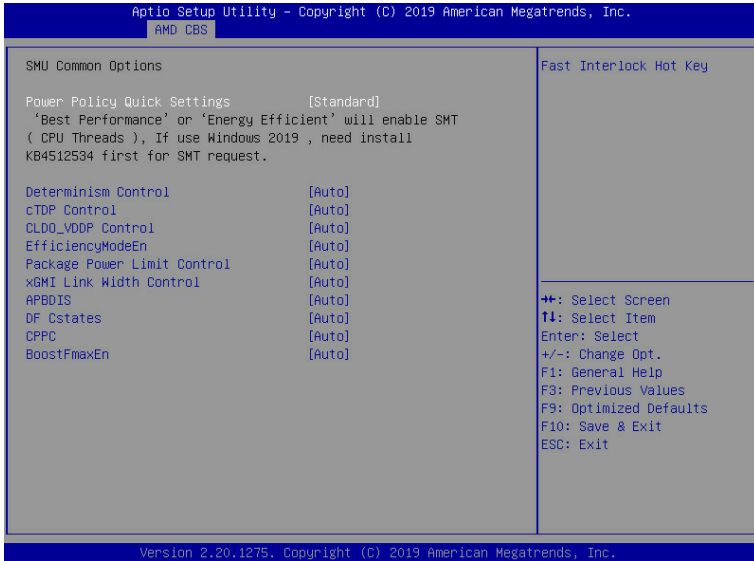 Aptio Setup Utility – Copyright (C) 2019 American Megatrends, Inc.
AMD CBS
SMU Common Options
Power Policy Quick Settings [Standard]
‘Best Performance’ or ‘Energy Efficient’ will enable SMT
( CPU Threads ), If use Windows 2019 , need install
KB4512534 first for SMT request.
Determinism Control [Auto]
cTDP Control [Auto]
CLDO_VDDP Control [Auto]
EfficiencyModeEn [Auto]
Package Power Limit Control [Auto]
xGMI Link Width Control [Auto]
APBDIS [Auto]
DF Cstates [Auto]
CPPC [Auto]
BoostFmaxEn [Auto]
Fast Interlock Hot Key
→←: Select Screen
↑↓: Select Item
Enter: Select
+/-: Change Opt.
F1: General Help
F3: Previous Values
F9: Optimized Defaults
F10: Save & Exit
ESC: Exit
Version 2.20.1275. Copyright (C) 2019 American Megatrends, Inc.